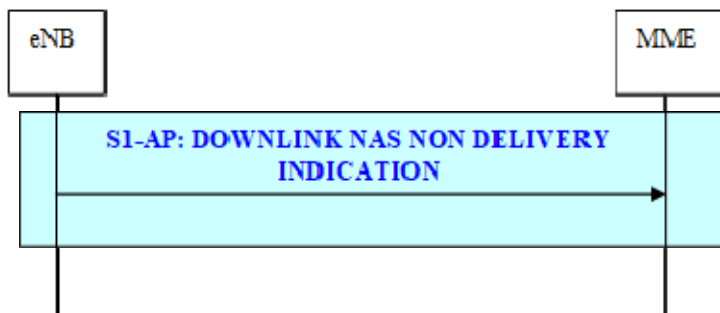 eNB
MME
S1-AP: DOWNLINK NAS NON DELIVERY
INDICATION